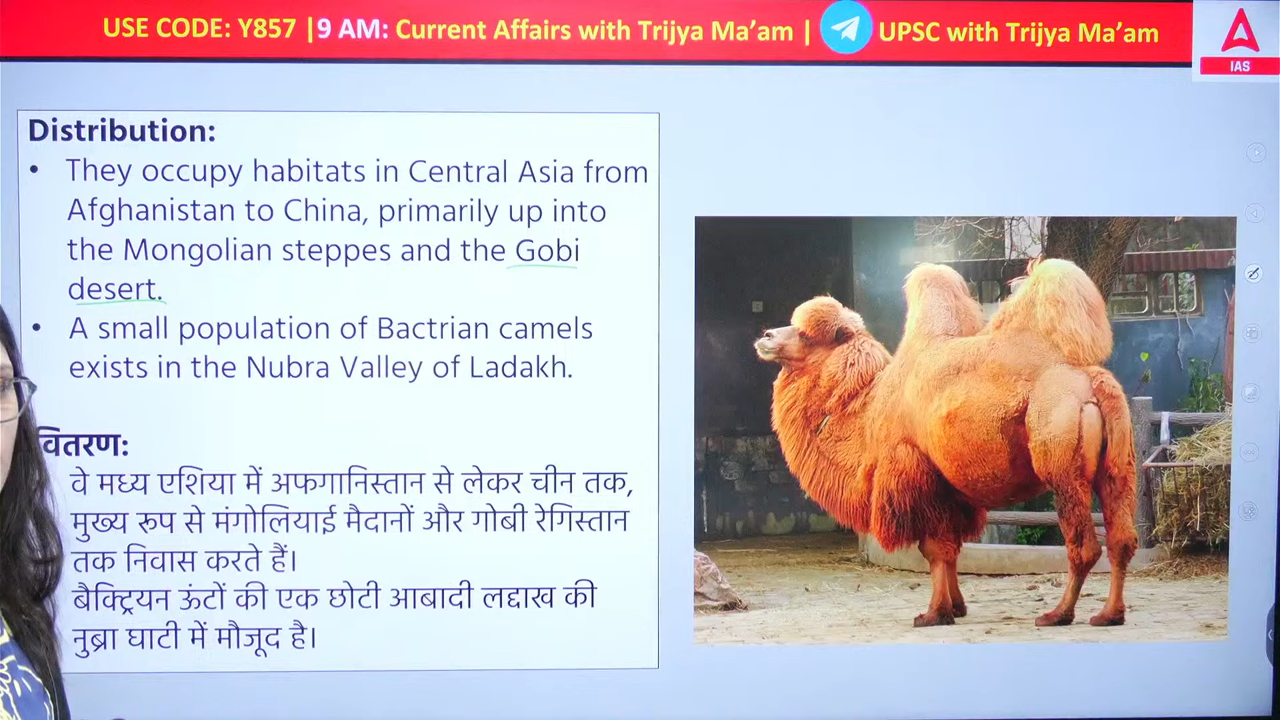 USE CODE: Y857 |9 AM: Current Affairs with Trijya Ma’am | UPSC with Trijya Ma’am
IAS
Distribution:
• They occupy habitats in Central Asia from
Afghanistan to China, primarily up into
the Mongolian steppes and the Gobi
desert.
• A small population of Bactrian camels
exists in the Nubra Valley of Ladakh.
वितरण:
वे मध्य एशिया में अफगानिस्तान से लेकर चीन तक,
मुख्य रूप से मंगोलियाई मैदानों और गोबी रेगिस्तान
तक निवास करते हैं।
बैक्ट्रियन ऊंटों की एक छोटी आबादी लद्दाख की
नुब्रा घाटी में मौजूद है।